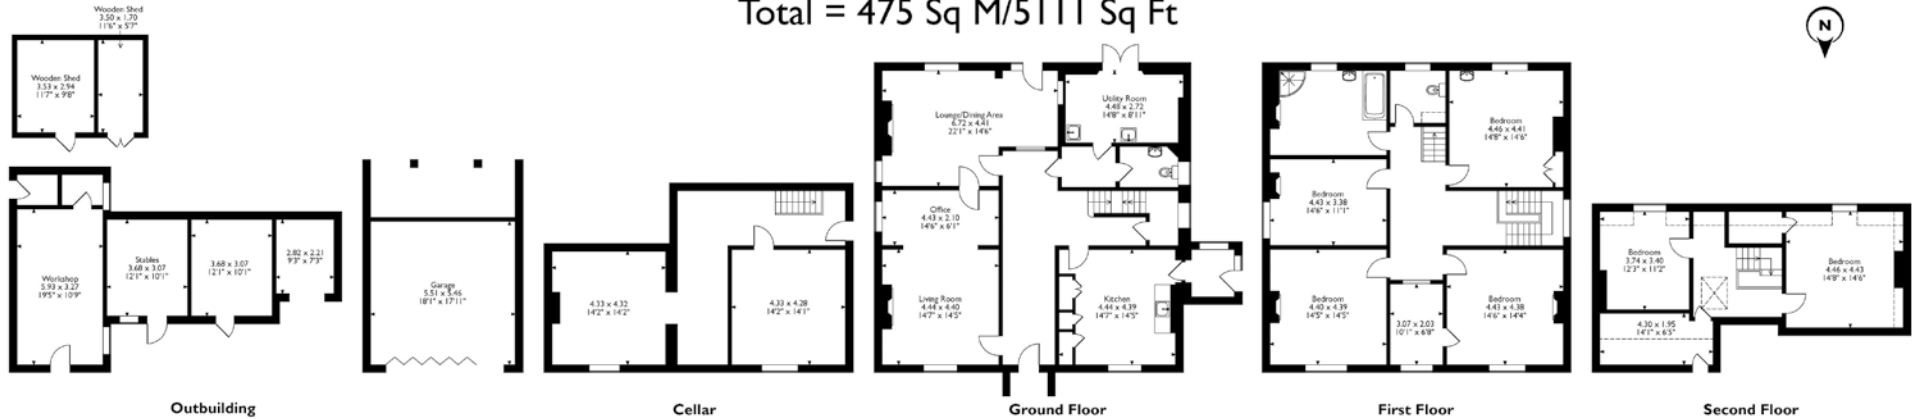 Total = 475 Sq M/5111 Sq Ft
N
Wooden Shed
3.50 x 1.70
11'6" x 5'7"
Wooden Shed
3.53 x 2.94
11'7" x 9'8"
Workshop
5.93 x 3.27
19'5" x 10'9"
Stables
3.68 x 3.07
12'1" x 10'1"
3.68 x 3.07
12'1" x 10'1"
2.82 x 2.21
9'3" x 7'3"
Garage
5.51 x 5.46
18'1" x 17'11"
Outbuilding
4.33 x 4.32
14'2" x 14'2"
4.33 x 4.28
14'2" x 14'1"
Cellar
Lounge/Dining Area
6.72 x 4.41
22'1" x 14'6"
Utility Room
4.48 x 2.72
14'8" x 8'11"
Office
4.43 x 2.10
14'6" x 6'1"
Living Room
4.44 x 4.40
14'7" x 14'5"
Kitchen
4.44 x 4.39
14'7" x 14'5"
Ground Floor
Bedroom
4.46 x 4.41
14'8" x 14'6"
Bedroom
4.43 x 3.38
14'6" x 11'1"
Bedroom
4.40 x 4.39
14'5" x 14'5"
3.07 x 2.03
10'1" x 6'8"
Bedroom
4.43 x 4.38
14'6" x 14'4"
First Floor
Bedroom
3.74 x 3.40
12'3" x 11'2"
Bedroom
4.46 x 4.43
14'8" x 14'6"
4.30 x 1.95
14'1" x 6'5"
Second Floor